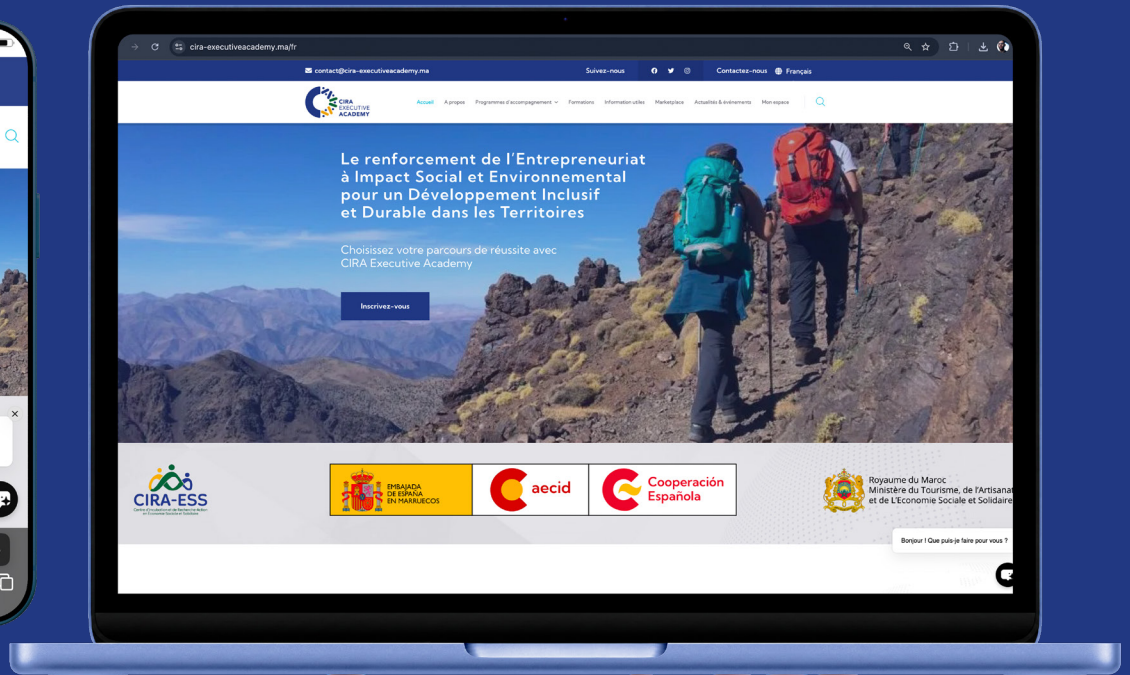 cira-executiveacademy.ma/fr
contact@cira-executiveacademy.ma
Suivez-nous
Contactez-nous
Français
CIRA
EXECUTIVE
ACADEMY
Accueil
A propos
Programmes d'accompagnement
Formations
Information utiles
Marketplace
Actualités & événements
Mon espace
Le renforcement de l'Entrepreneuriat
à Impact Social et Environnemental
pour un Développement Inclusif
et Durable dans les Territoires
Choisissez votre parcours de réussite avec
CIRA Executive Academy
Inscrivez-vous
CIRA-ESS
EMBAJADA
DE ESPAÑA
EN MARRUECOS
aecid
Cooperación
Española
Royaume du Maroc
Ministère du Tourisme, de l'Artisanat
et de L'Economie Sociale et Solidaire
Bonjour ! Que puis-je faire pour vous ?